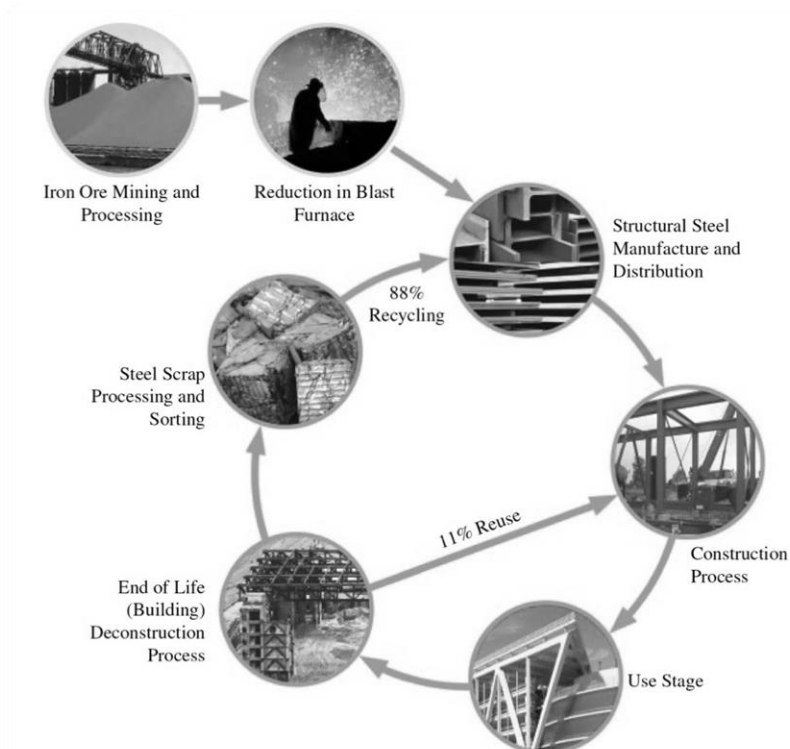 Iron Ore Mining and
Processing
Reduction in Blast
Furnace
Structural Steel
Manufacture and
Distribution
88%
Recycling
Steel Scrap
Processing and
Sorting
11% Reuse
Construction
Process
End of Life
(Building)
Deconstruction
Process
Use Stage